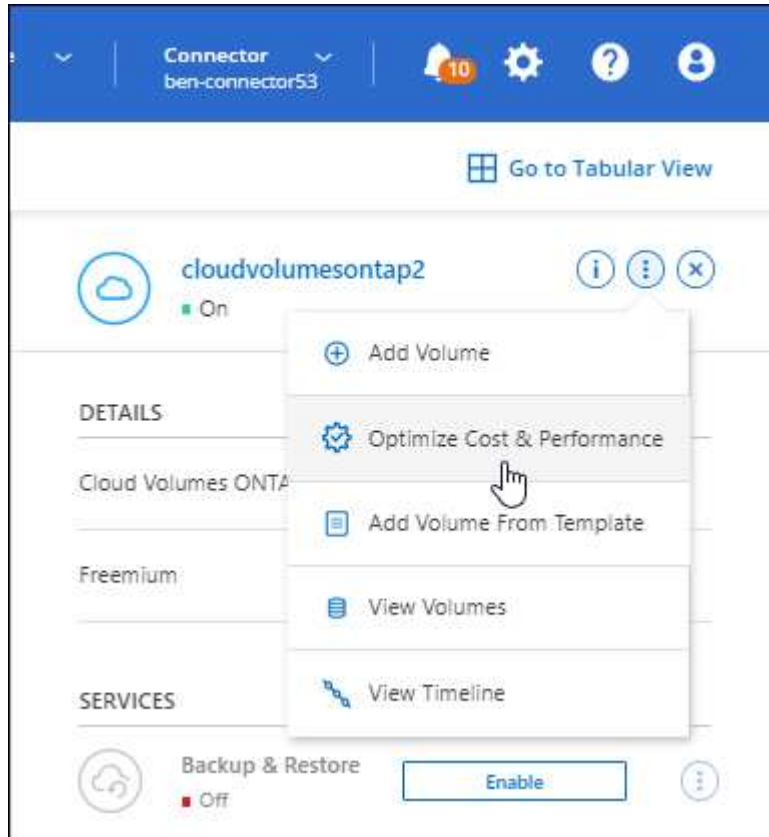 Connector
ben-connector53
10
Go to Tabular View
cloudvolumesontap2
On
Add Volume
DETAILS
Optimize Cost & Performance
Cloud Volumes ONTA
Add Volume From Template
Freemium
View Volumes
View Timeline
SERVICES
Backup & Restore
Enable
Off